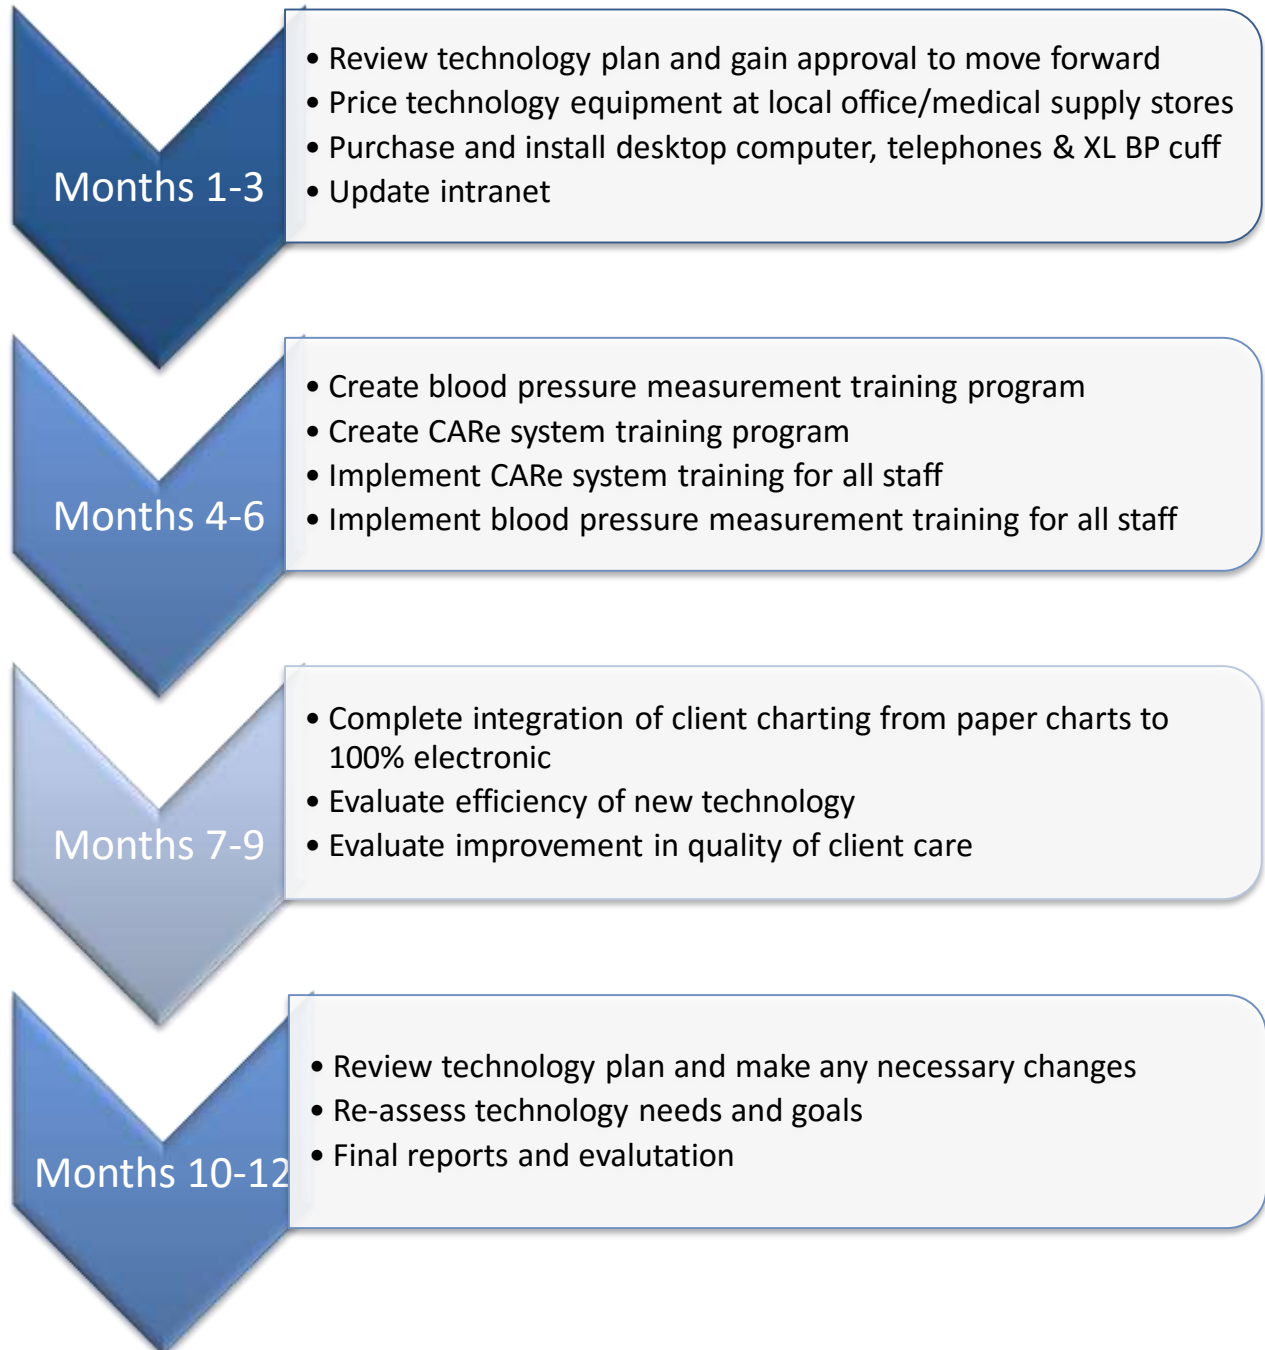 Months 1-3
• Review technology plan and gain approval to move forward
• Price technology equipment at local office/medical supply stores
• Purchase and install desktop computer, telephones & XL BP cuff
• Update intranet
Months 4-6
• Create blood pressure measurement training program
• Create CARe system training program
• Implement CARe system training for all staff
• Implement blood pressure measurement training for all staff
Months 7-9
• Complete integration of client charting from paper charts to
100% electronic
• Evaluate efficiency of new technology
• Evaluate improvement in quality of client care
Months 10-12
• Review technology plan and make any necessary changes
• Re-assess technology needs and goals
• Final reports and evalutation